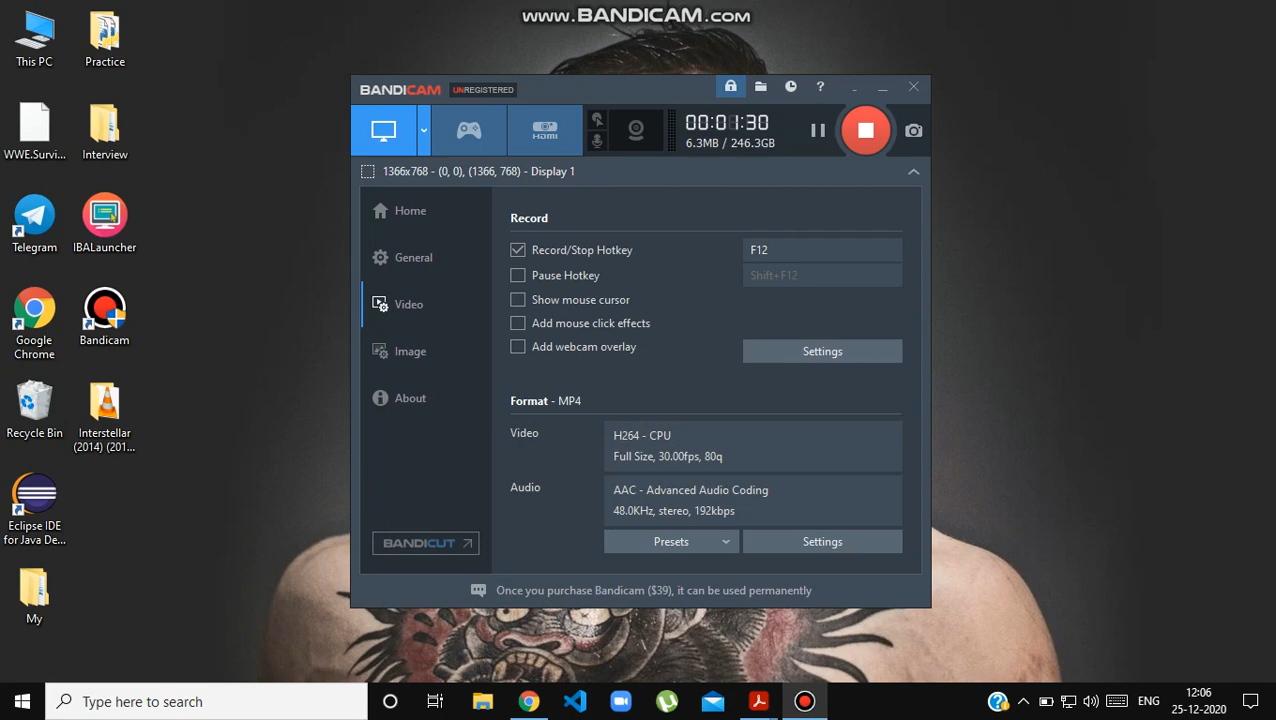 www.BANDICAM.com
This PC
Practice
WWE.Survi...
Interview
Telegram
IBALauncher
Google
Chrome
Bandicam
Recycle Bin
Interstellar
(2014) (201...
Eclipse IDE
for Java De...
My
BANDICAM
UNREGISTERED
?
HDMI
00:01:30
6.3MB / 246.3GB
1366x768 - (0, 0), (1366, 768) - Display 1
Home
General
Video
Image
About
BANDICUT
Record
Record/Stop Hotkey
F12
Pause Hotkey
Shift+F12
Show mouse cursor
Add mouse click effects
Add webcam overlay
Settings
Format - MP4
Video
H264 - CPU
Full Size, 30.00fps, 80q
Audio
AAC - Advanced Audio Coding
48.0KHz, stereo, 192kbps
Presets
Settings
Once you purchase Bandicam ($39), it can be used permanently
Type here to search
ENG
12:06
25-12-2020